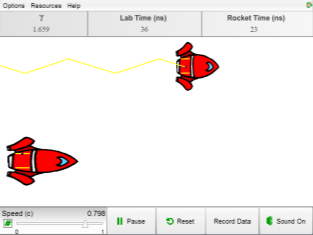 Options Resources Help
γ Lab Time (ns) Rocket Time (ns)
1.659 36 23
Speed (c) 0.798
0 1
Pause Reset Record Data Sound On